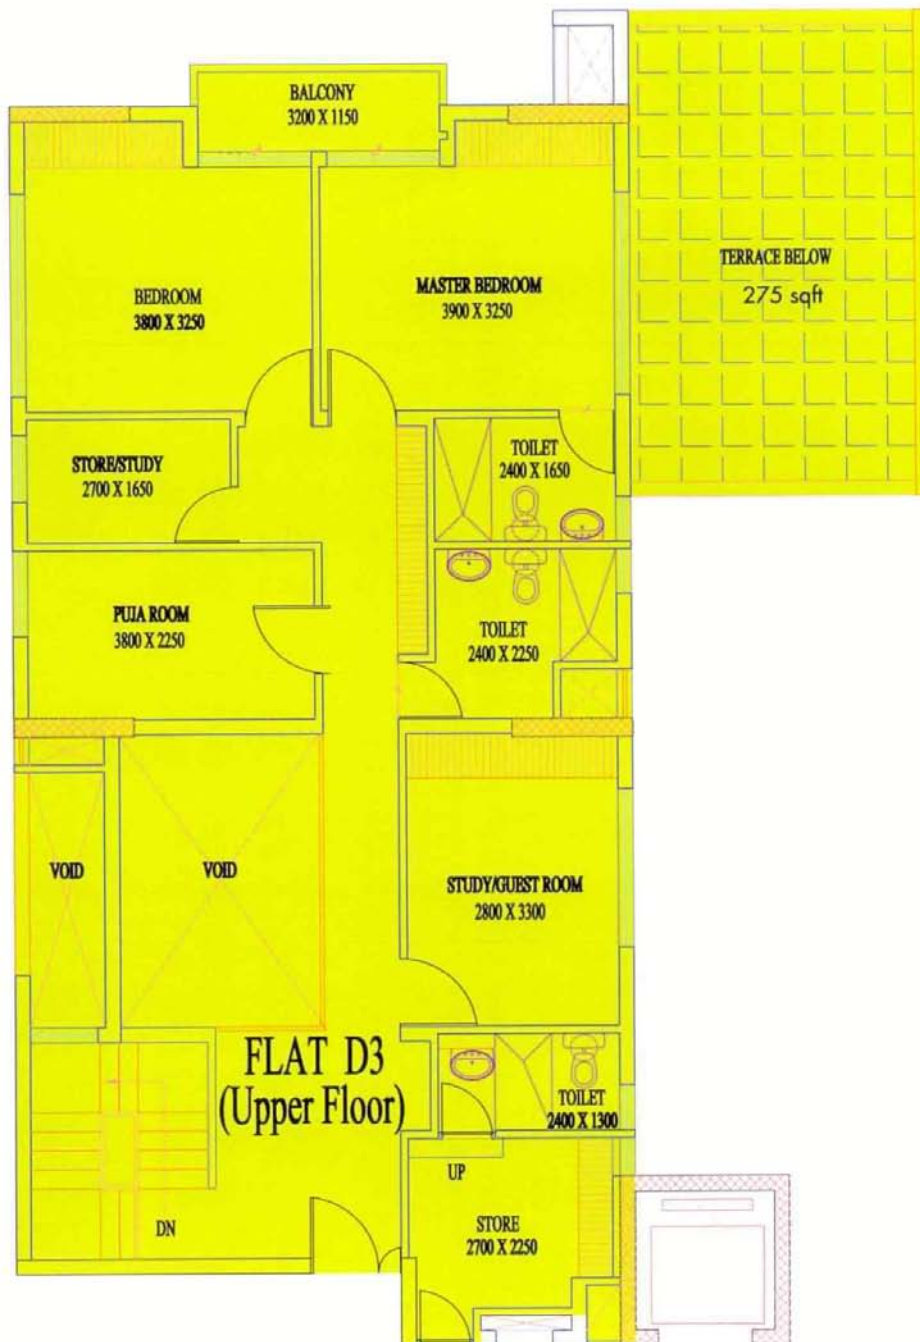 BALCONY
3200 X 1150
BEDROOM
3800 X 3250
MASTER BEDROOM
3900 X 3250
TERRACE BELOW
275 sqft
STORE/STUDY
2700 X 1650
TOILET
2400 X 1650
PUJA ROOM
3800 X 2250
TOILET
2400 X 2250
VOID
VOID
STUDY/GUEST ROOM
2800 X 3300
FLAT D3
(Upper Floor)
TOILET
2400 X 1300
UP
DN
STORE
2700 X 2250